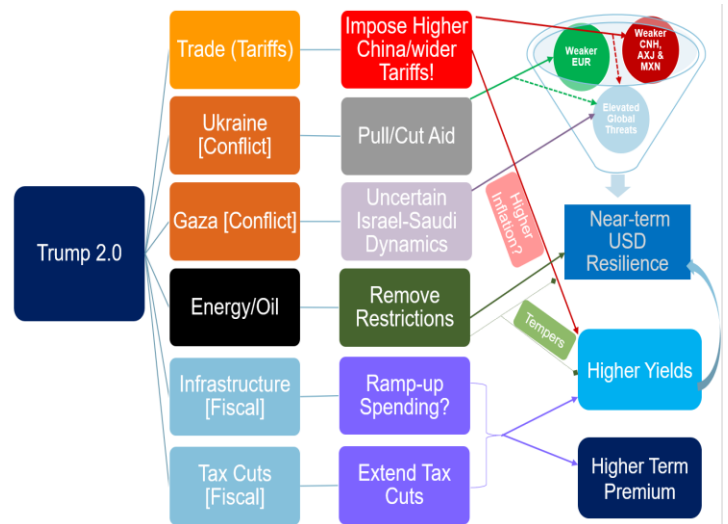 Trump 2.0
Trade (Tariffs)
Impose Higher
China/wider
Tariffs!
Ukraine
[Conflict]
Pull/Cut Aid
Gaza [Conflict]
Uncertain
Israel-Saudi
Dynamics
Energy/Oil
Remove
Restrictions
Infrastructure
[Fiscal]
Ramp-up
Spending?
Tax Cuts
[Fiscal]
Extend Tax
Cuts
Weaker
EUR
Weaker
CNH,
AXJ &
MXN
Elevated
Global
Threats
Higher
Inflation?
Near-term
USD
Resilience
Tempers
Higher Yields
Higher Term
Premium